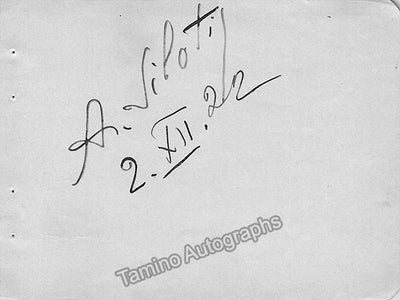 A. Siloti
2. XII. 22
Tamino Autographs